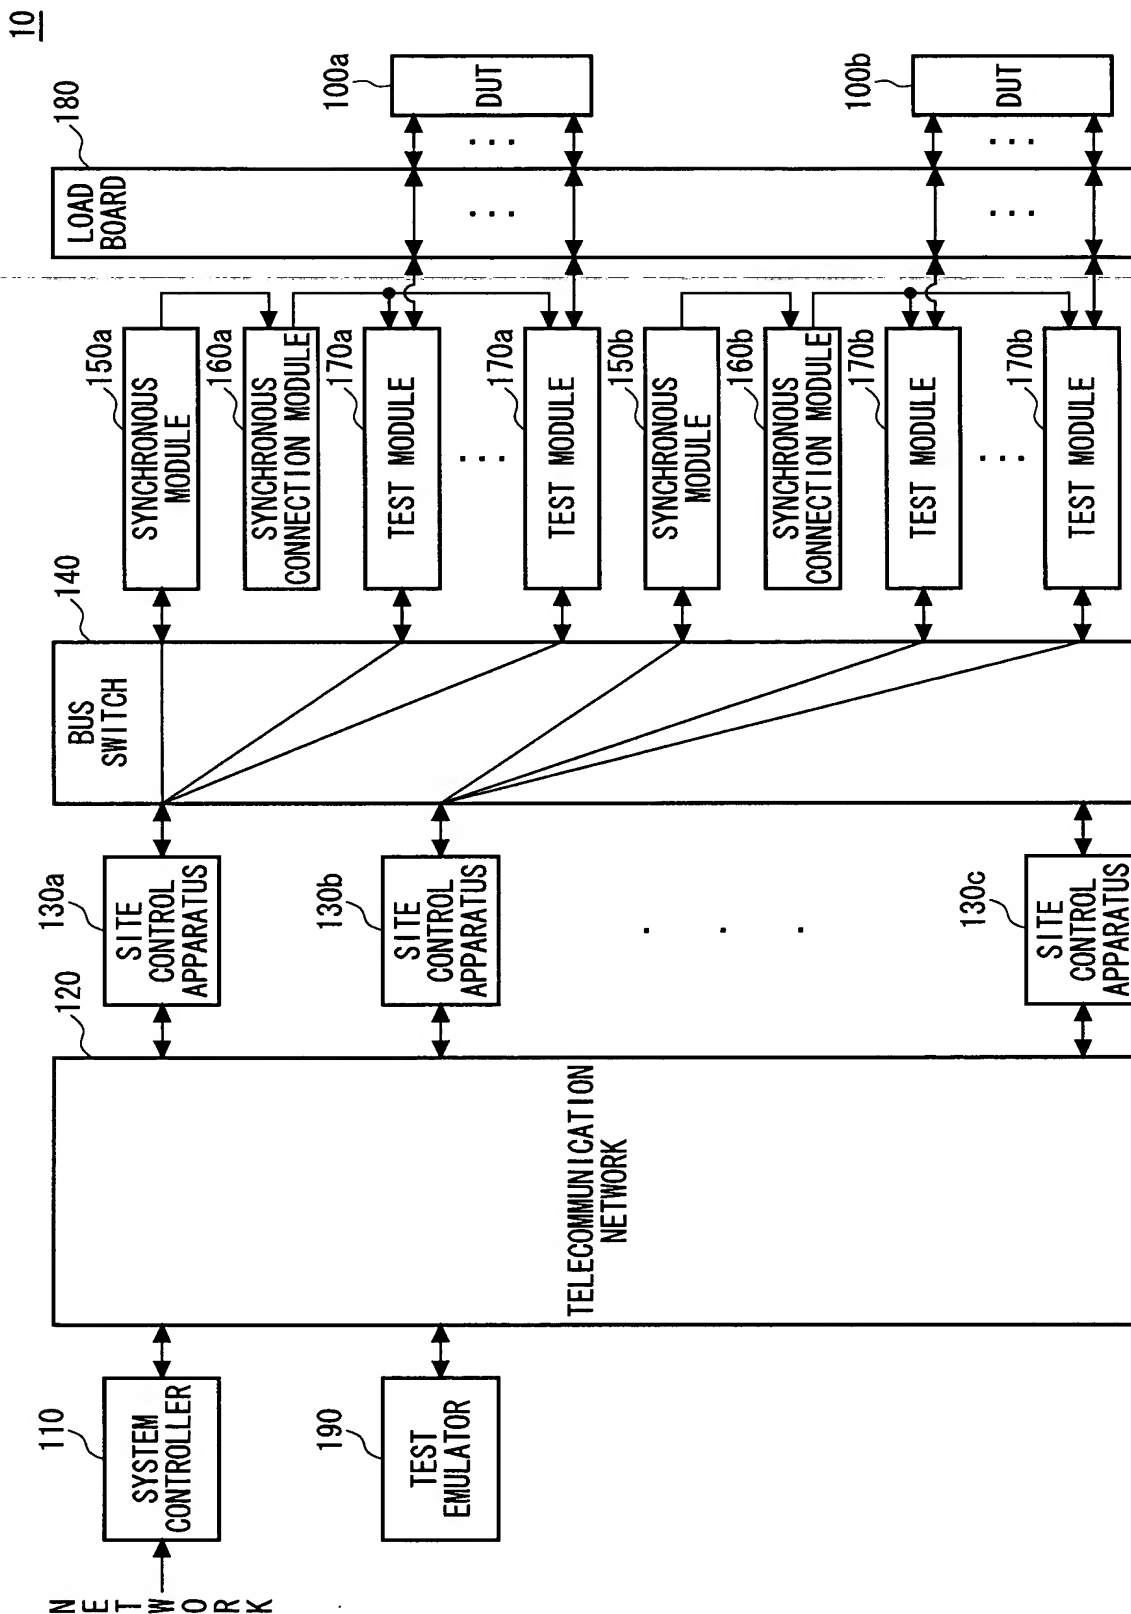 10
NETWORK
110
SYSTEM
CONTROLLER
190
TEST
EMULATOR
120
TELECOMMUNICATION
NETWORK
130a
SITE
CONTROL
APPARATUS
130b
SITE
CONTROL
APPARATUS
. . .
130c
SITE
CONTROL
APPARATUS
140
BUS
SWITCH
150a
SYNCHRONOUS
MODULE
160a
SYNCHRONOUS
CONNECTION MODULE
170a
TEST MODULE
...
170a
TEST MODULE
150b
SYNCHRONOUS
MODULE
160b
SYNCHRONOUS
CONNECTION MODULE
170b
TEST MODULE
...
170b
TEST MODULE
180
LOAD
BOARD
...
...
100a
DUT
...
100b
DUT
...